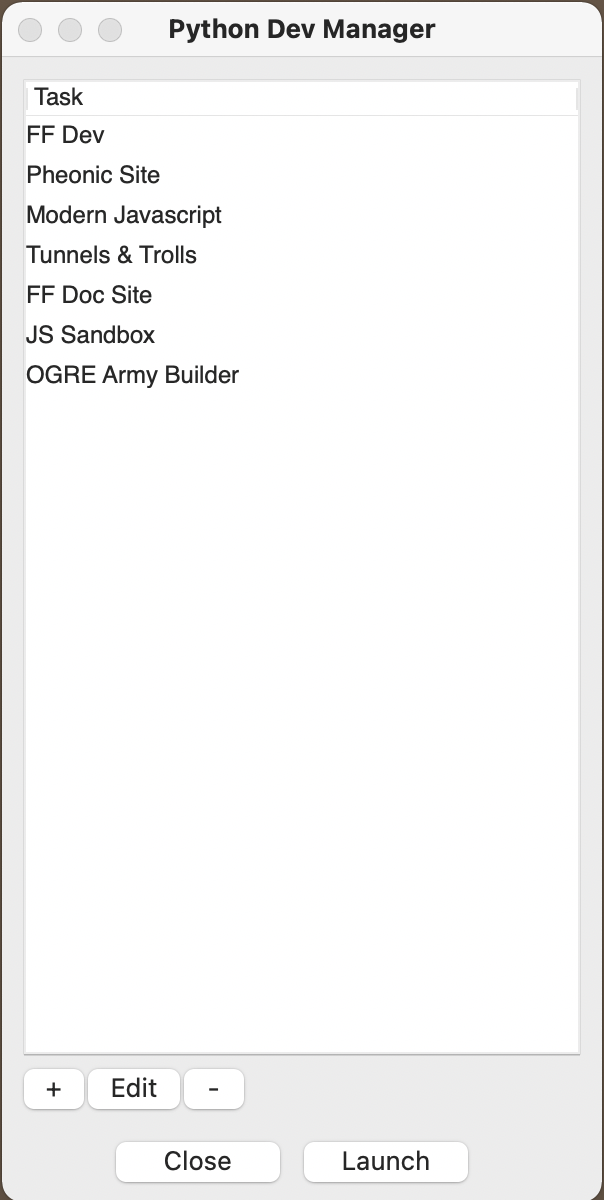 Python Dev Manager
Task
FF Dev
Pheonic Site
Modern Javascript
Tunnels & Trolls
FF Doc Site
JS Sandbox
OGRE Army Builder
+ Edit -
Close Launch